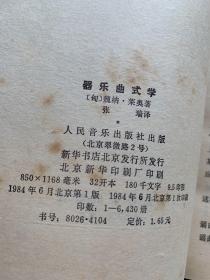 器乐曲式学
〔匈〕魏纳·莱奥著
张 瑞译
*
人民音乐出版社出版
(北京翠微路2号)
新华书店北京发行所发行
北京新华印刷厂印刷
850×1168毫米 32开本 180千文字 8.5印张
1984年6月北京第1版 1984年6月北京第1次印刷
印数：1—6,430册
书号：8026·4104 定价：1.65元